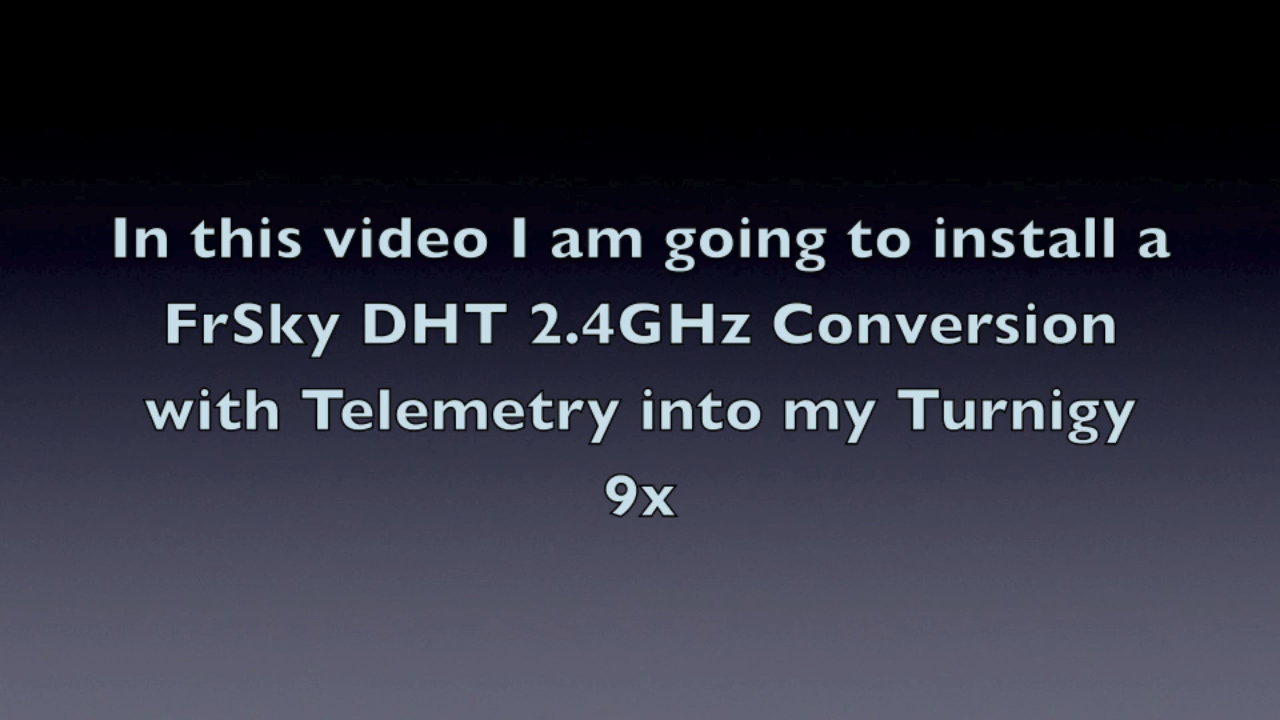 In this video I am going to install a
FrSky DHT 2.4GHz Conversion
with Telemetry into my Turnigy
9x